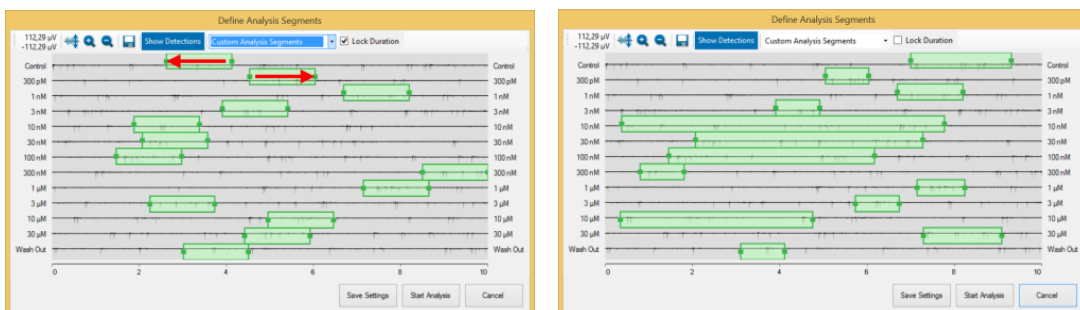 Define Analysis Segments
112,29 µV
-112,29 µV
Show Detections
Custom Analysis Segments
Lock Duration
Control Control
300 pM 300 pM
1 nM 1 nM
3 nM 3 nM
10 nM 10 nM
30 nM 30 nM
100 nM 100 nM
300 nM 300 nM
1 µM 1 µM
3 µM 3 µM
10 µM 10 µM
30 µM 30 µM
Wash Out Wash Out
0 2 4 6 8 10
Save Settings Start Analysis Cancel
Define Analysis Segments
112,29 µV
-112,29 µV
Show Detections
Custom Analysis Segments
Lock Duration
Control Control
300 pM 300 pM
1 nM 1 nM
3 nM 3 nM
10 nM 10 nM
30 nM 30 nM
100 nM 100 nM
300 nM 300 nM
1 µM 1 µM
3 µM 3 µM
10 µM 10 µM
30 µM 30 µM
Wash Out Wash Out
0 2 4 6 8 10
Save Settings Start Analysis Cancel